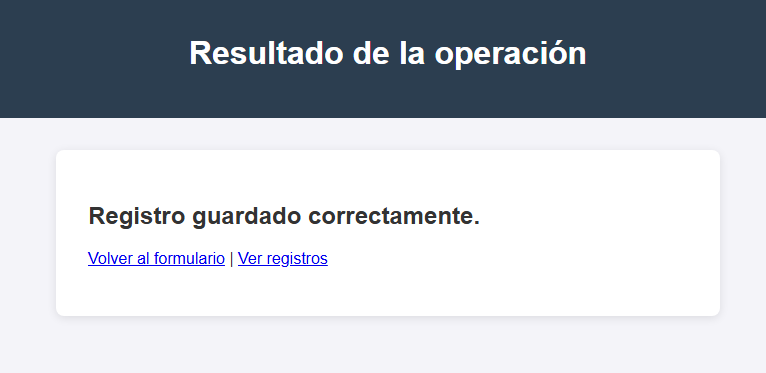 Resultado de la operación
Registro guardado correctamente.
Volver al formulario | Ver registros